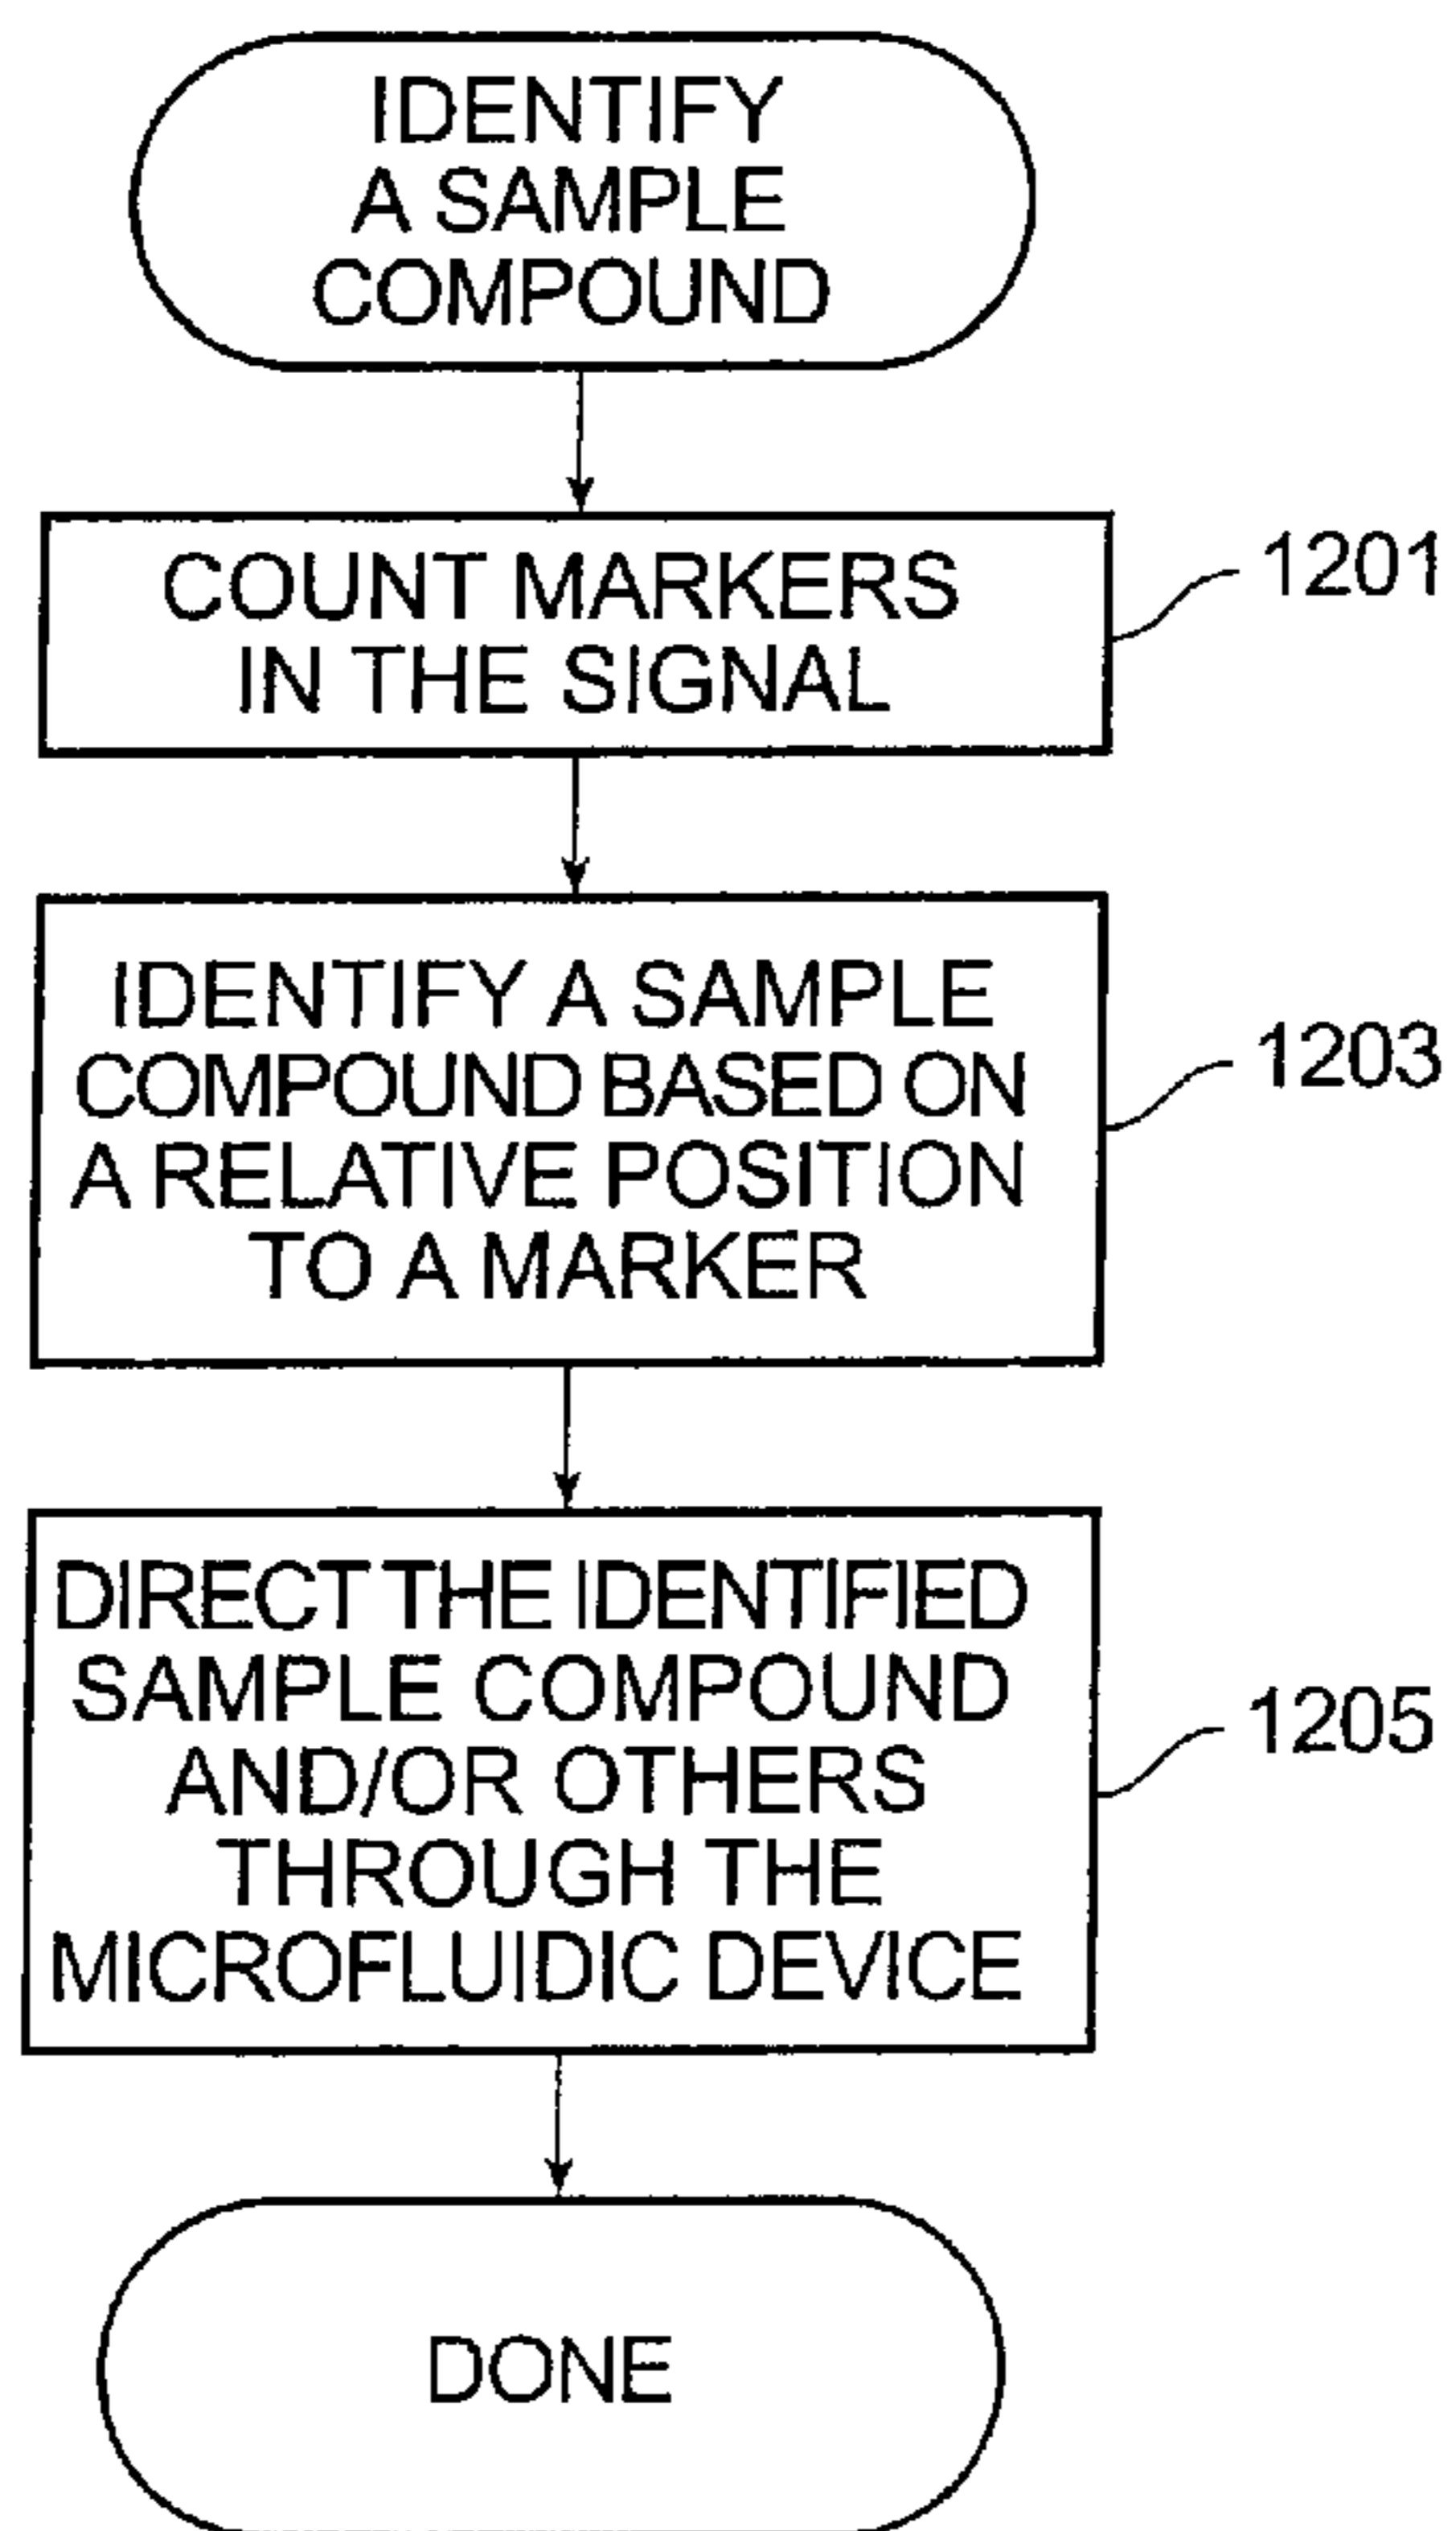 IDENTIFY
A SAMPLE
COMPOUND
COUNT MARKERS
IN THE SIGNAL
1201
IDENTIFY A SAMPLE
COMPOUND BASED ON
A RELATIVE POSITION
TO A MARKER
1203
DIRECT THE IDENTIFIED
SAMPLE COMPOUND
AND/OR OTHERS
THROUGH THE
MICROFLUIDIC DEVICE
1205
DONE